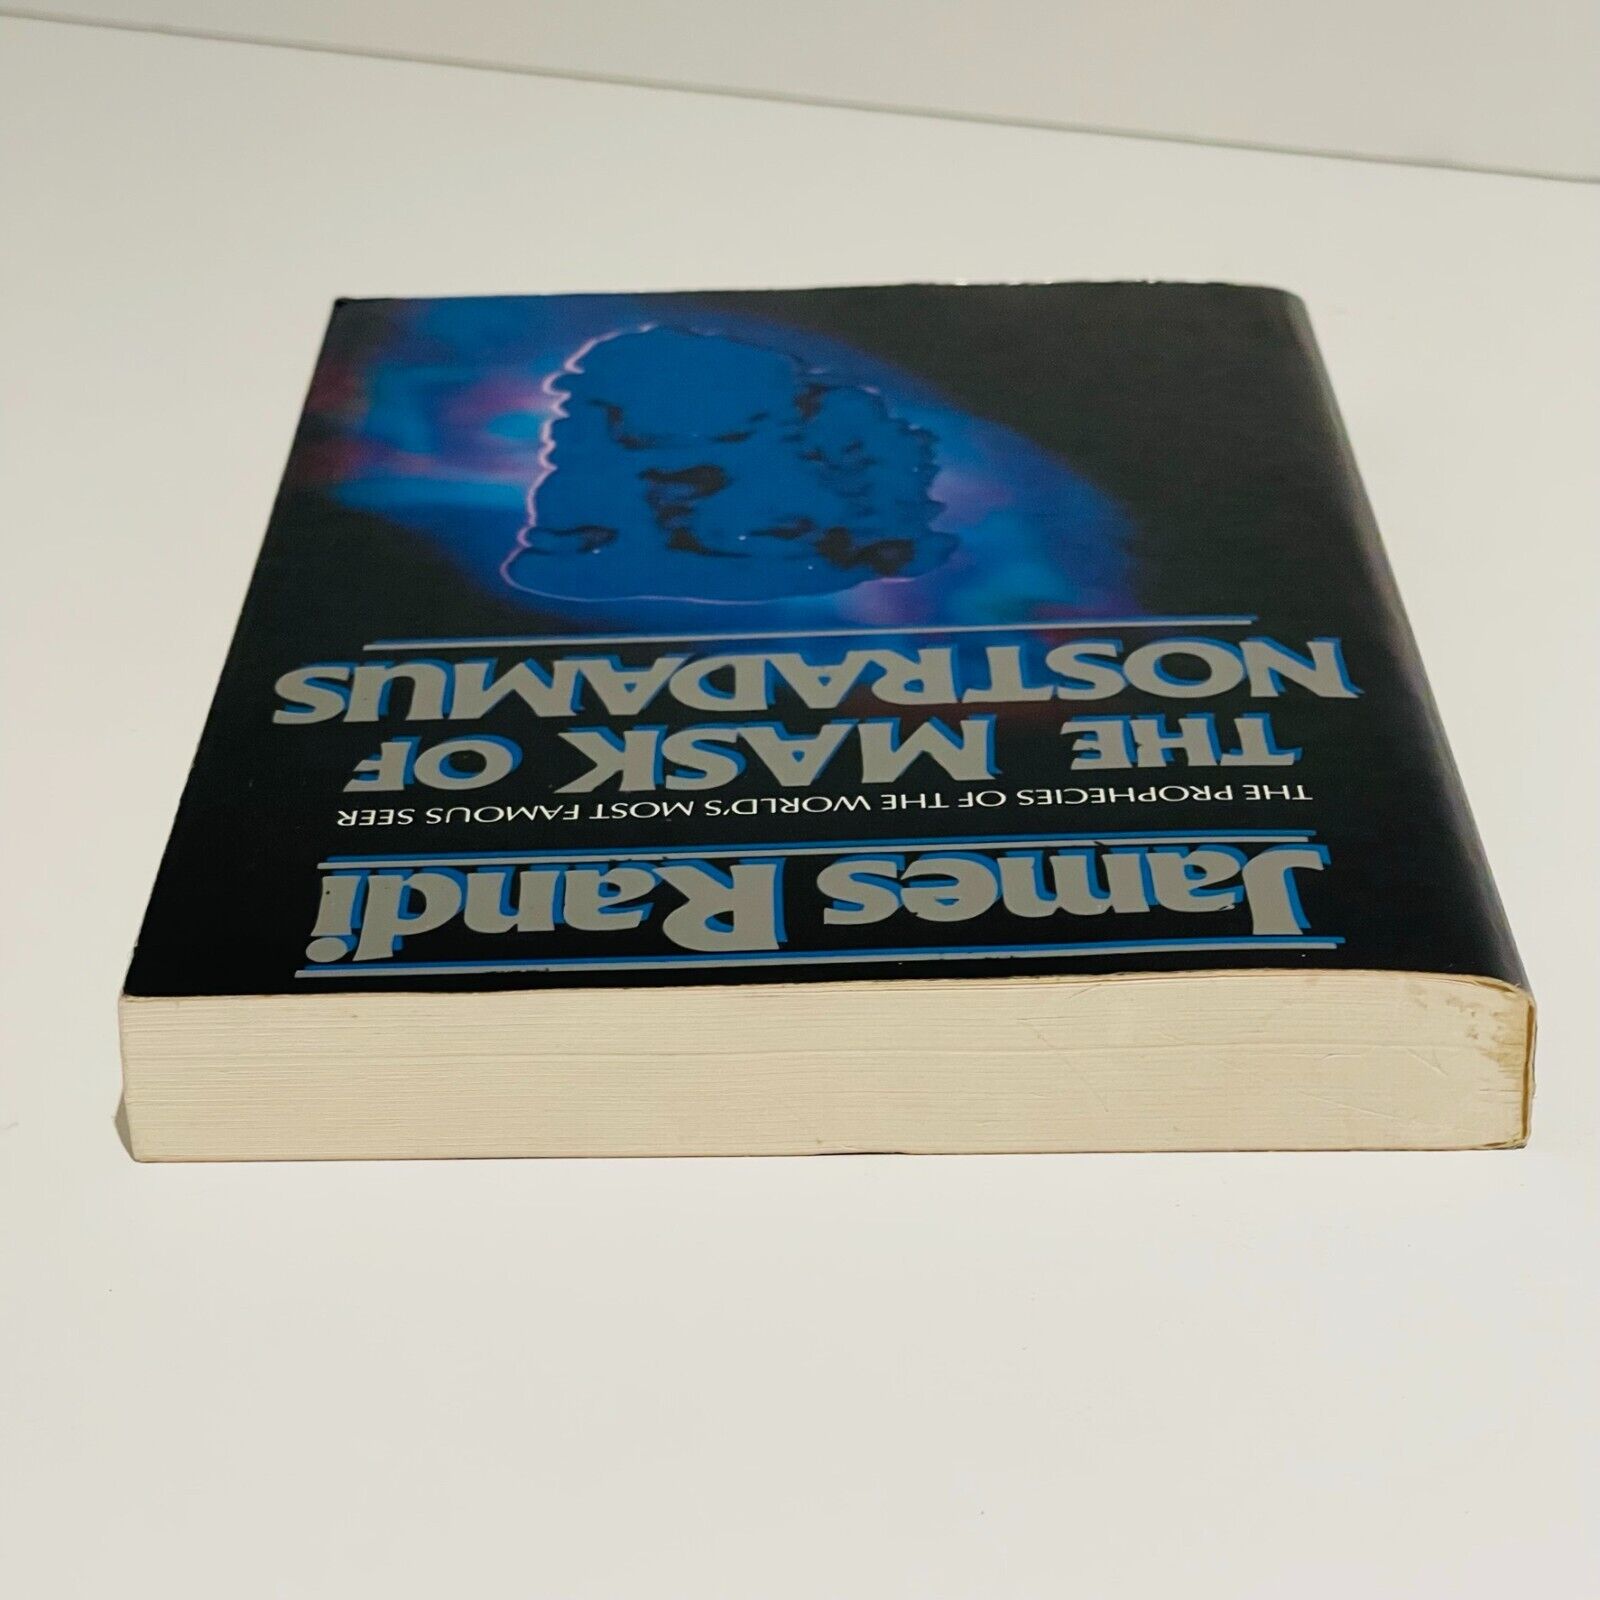 James Randi
THE PROPHECIES OF THE WORLD'S MOST FAMOUS SEER
THE MASK OF
NOSTRADAMUS